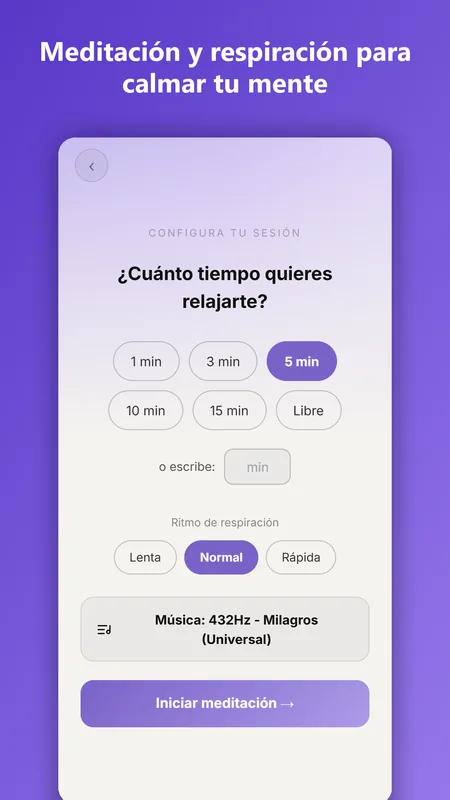 Meditación y respiración para
calmar tu mente
CONFIGURA TU SESIÓN
¿Cuánto tiempo quieres
relajarte?
1 min 3 min 5 min
10 min 15 min Libre
o escribe: min
Ritmo de respiración
Lenta Normal Rápida
Música: 432Hz - Milagros
(Universal)
Iniciar meditación →